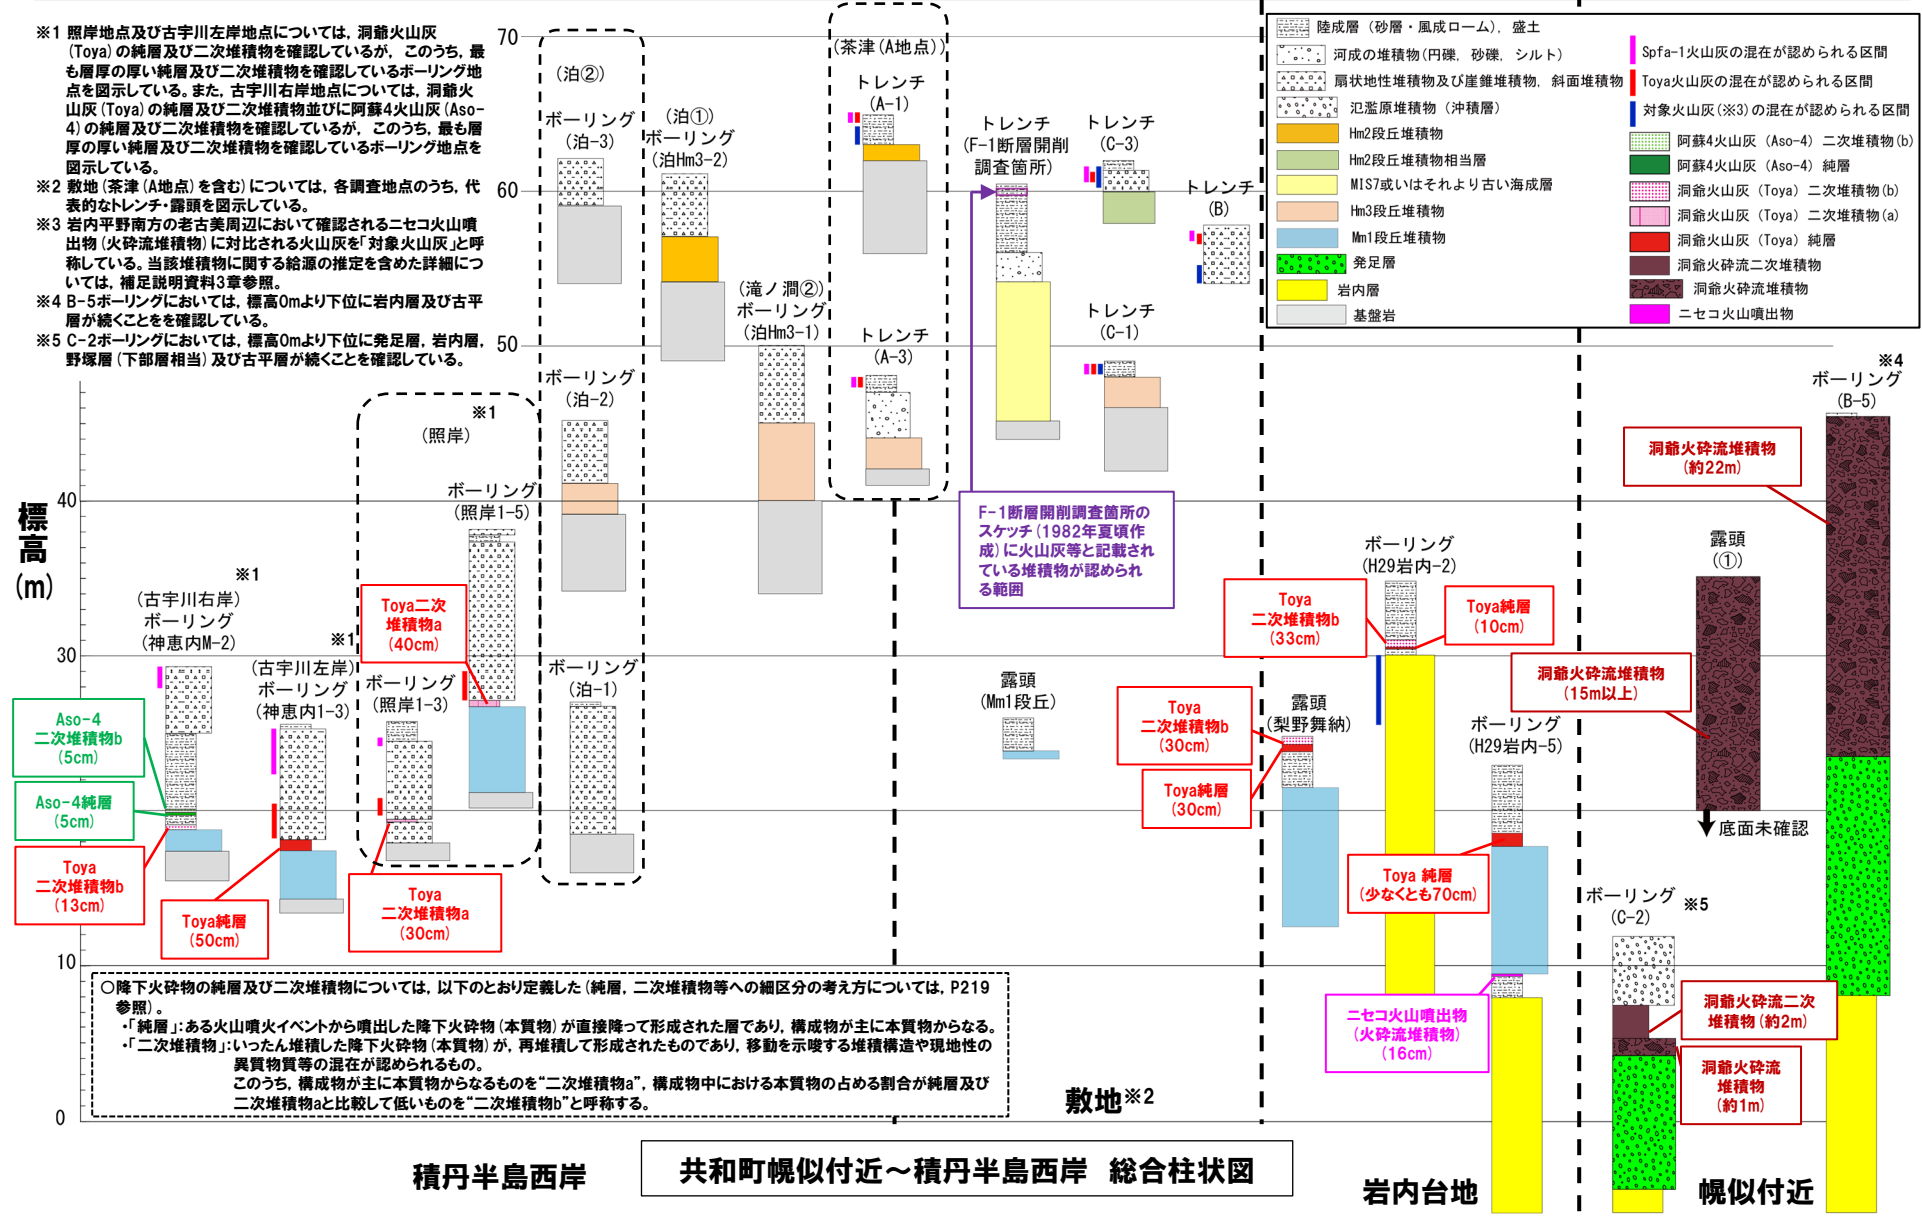 ※1 照岸地点及び古宇川左岸地点については，洞爺火山灰
(Toya)の純層及び二次堆積物を確認しているが，このうち，最
も層厚の厚い純層及び二次堆積物を確認しているボーリング地
点を図示している。また，古宇川右岸地点については，洞爺火
山灰(Toya)の純層及び二次堆積物並びに阿蘇4火山灰(Aso-
4)の純層及び二次堆積物を確認しているが，このうち，最も層
厚の厚い純層及び二次堆積物を確認しているボーリング地点を
図示している。
※2 敷地(茶津(A地点)を含む)については，各調査地点のうち，代
表的なトレンチ・露頭を図示している。
※3 岩内平野南方の老古美周辺において確認されるニセコ火山噴
出物(火砕流堆積物)に対比される火山灰を｢対象火山灰｣と呼
称している。当該堆積物に関する給源の推定を含めた詳細につ
いては，補足説明資料3章参照。
※4 B-5ボーリングにおいては，標高0mより下位に岩内層及び古平
層が続くことをを確認している。
※5 C-2ボーリングにおいては，標高0mより下位に発足層，岩内層，
野塚層(下部層相当)及び古平層が続くことを確認している。
標高
(m)
70
60
50
40
30
10
0
(泊②)
ボーリング
(泊-3)
(泊①)
ボーリング
(泊Hm3-2)
(滝ノ澗②)
ボーリング
(泊Hm3-1)
(茶津(A地点))
トレンチ
(A-1)
トレンチ
(A-3)
トレンチ
(F-1断層開削
調査箇所)
トレンチ
(C-3)
トレンチ
(B)
トレンチ
(C-1)
陸成層（砂層・風成ローム），盛土
河成の堆積物(円礫，砂礫，シルト)
扇状地性堆積物及び崖錐堆積物，斜面堆積物
氾濫原堆積物（沖積層）
Hm2段丘堆積物
Hm2段丘堆積物相当層
MIS7或いはそれより古い海成層
Hm3段丘堆積物
Mm1段丘堆積物
発足層
岩内層
基盤岩
Spfa-1火山灰の混在が認められる区間
Toya火山灰の混在が認められる区間
対象火山灰(※3)の混在が認められる区間
阿蘇4火山灰（Aso-4）二次堆積物(b)
阿蘇4火山灰（Aso-4）純層
洞爺火山灰（Toya）二次堆積物(b)
洞爺火山灰（Toya）二次堆積物(a)
洞爺火山灰（Toya）純層
洞爺火砕流二次堆積物
洞爺火砕流堆積物
ニセコ火山噴出物
※1
(古宇川右岸)
ボーリング
(神恵内M-2)
Aso-4
二次堆積物b
(5cm)
Aso-4純層
(5cm)
Toya
二次堆積物b
(13cm)
※1
(古宇川左岸)
ボーリング
(神恵内1-3)
Toya純層
(50cm)
※1
(照岸)
ボーリング
(照岸1-5)
Toya二次
堆積物a
(40cm)
ボーリング
(照岸1-3)
Toya
二次堆積物a
(30cm)
ボーリング
(泊-2)
ボーリング
(泊-1)
F-1断層開削調査箇所の
スケッチ(1982年夏頃作
成)に火山灰等と記載され
ている堆積物が認められ
る範囲
露頭
(Mm1段丘)
Toya
二次堆積物b
(30cm)
Toya純層
(30cm)
露頭
(梨野舞納)
ボーリング
(H29岩内-2)
Toya
二次堆積物b
(33cm)
Toya純層
(10cm)
ボーリング
(H29岩内-5)
Toya 純層
(少なくとも70cm)
ニセコ火山噴出物
(火砕流堆積物)
(16cm)
※4
ボーリング
(B-5)
洞爺火砕流堆積物
(約22m)
露頭
(①)
洞爺火砕流堆積物
(15m以上)
底面未確認
ボーリング
(C-2)
※5
洞爺火砕流二次
堆積物(約2m)
洞爺火砕流
堆積物
(約1m)
○降下火砕物の純層及び二次堆積物については，以下のとおり定義した(純層，二次堆積物等への細区分の考え方については，P219
参照)。
・「純層」：ある火山噴火イベントから噴出した降下火砕物(本質物)が直接降って形成された層であり，構成物が主に本質物からなる。
・「二次堆積物」：いったん堆積した降下火砕物(本質物)が，再堆積して形成されたものであり，移動を示唆する堆積構造や現地性の
異質物質等の混在が認められるもの。
このうち，構成物が主に本質物からなるものを“二次堆積物a”，構成物中における本質物の占める割合が純層及び
二次堆積物aと比較して低いものを“二次堆積物b”と呼称する。
敷地※2
積丹半島西岸
共和町幌似付近～積丹半島西岸 総合柱状図
岩内台地
幌似付近